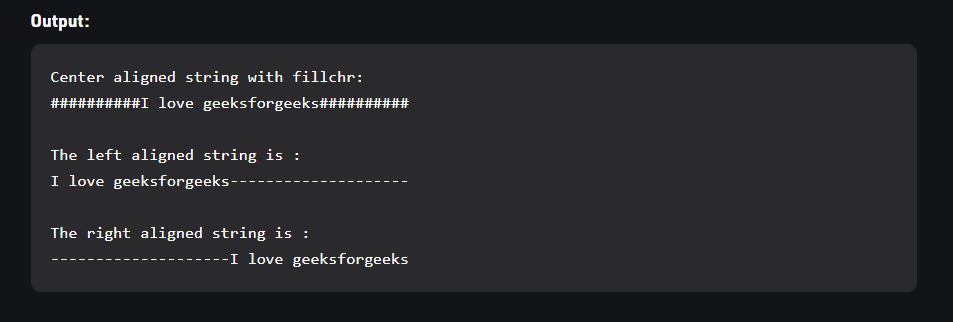 Output:
Center aligned string with fillchr:
##########I love geeksforgeeks##########
The left aligned string is :
I love geeksforgeeks--------------------
The right aligned string is :
--------------------I love geeksforgeeks